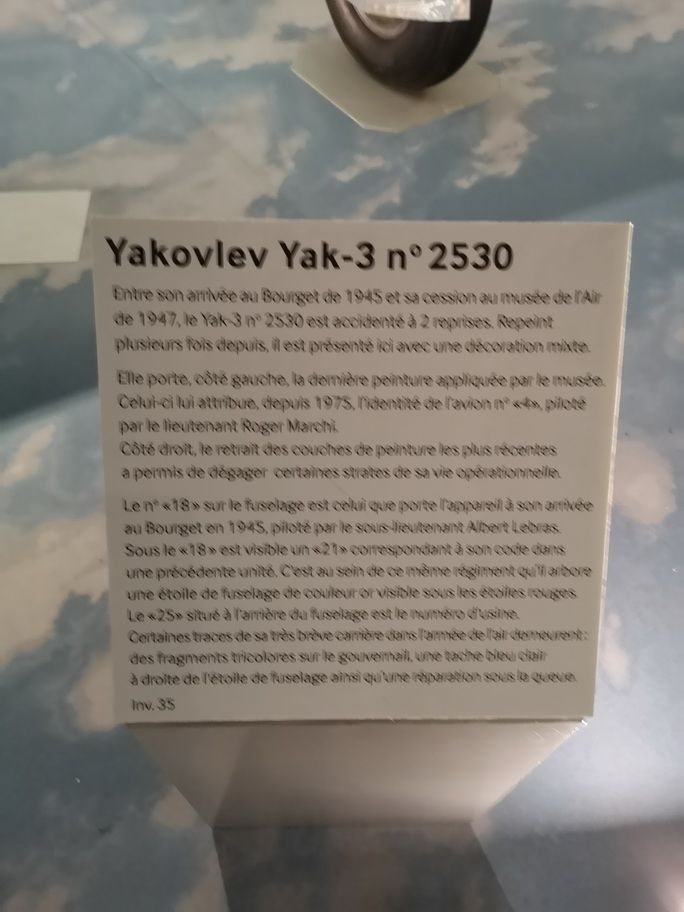 Yakovlev Yak-3 n° 2530
Entre son arrivée au Bourget de 1945 et sa cession au musée de l'Air
de 1947, le Yak-3 n° 2530 est accidenté à 2 reprises. Repeint
plusieurs fois depuis, il est présenté ici avec une décoration mixte.
Elle porte, côté gauche, la dernière peinture appliquée par le musée.
Celui-ci lui attribue, depuis 1975, l'identité de l'avion n° «4», piloté
par le lieutenant Roger Marchi.
Côté droit, le retrait des couches de peinture les plus récentes
a permis de dégager certaines strates de sa vie opérationnelle.
Le n° «18» sur le fuselage est celui que porte l'appareil à son arrivée
au Bourget en 1945, piloté par le sous-lieutenant Albert Lebras.
Sous le «18» est visible un «21» correspondant à son code dans
une précédente unité. C'est au sein de ce même régiment qu'il arbore
une étoile de fuselage de couleur or visible sous les étoiles rouges.
Le «25» situé à l'arrière du fuselage est le numéro d'usine.
Certaines traces de sa très brève carrière dans l'armée de l'air demeurent :
des fragments tricolores sur le gouvernail, une tache bleu clair
à droite de l'étoile de fuselage ainsi qu'une réparation sous la queue.
Inv. 35